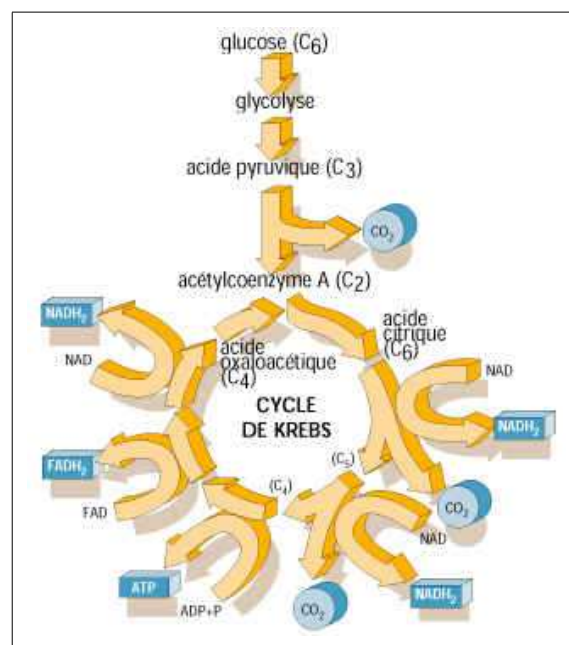 glucose (C6)
glycolyse
acide pyruvique (C3)
CO2
acétylcoenzyme A (C2)
NADH2
NAD
acide
oxaloacétique
(C4)
acide
citrique
(C6)
NAD
NADH2
CYCLE
DE KREBS
FADH2
FAD
(C4)
(C5)
CO2
NAD
ATP
ADP+P
CO2
NADH2